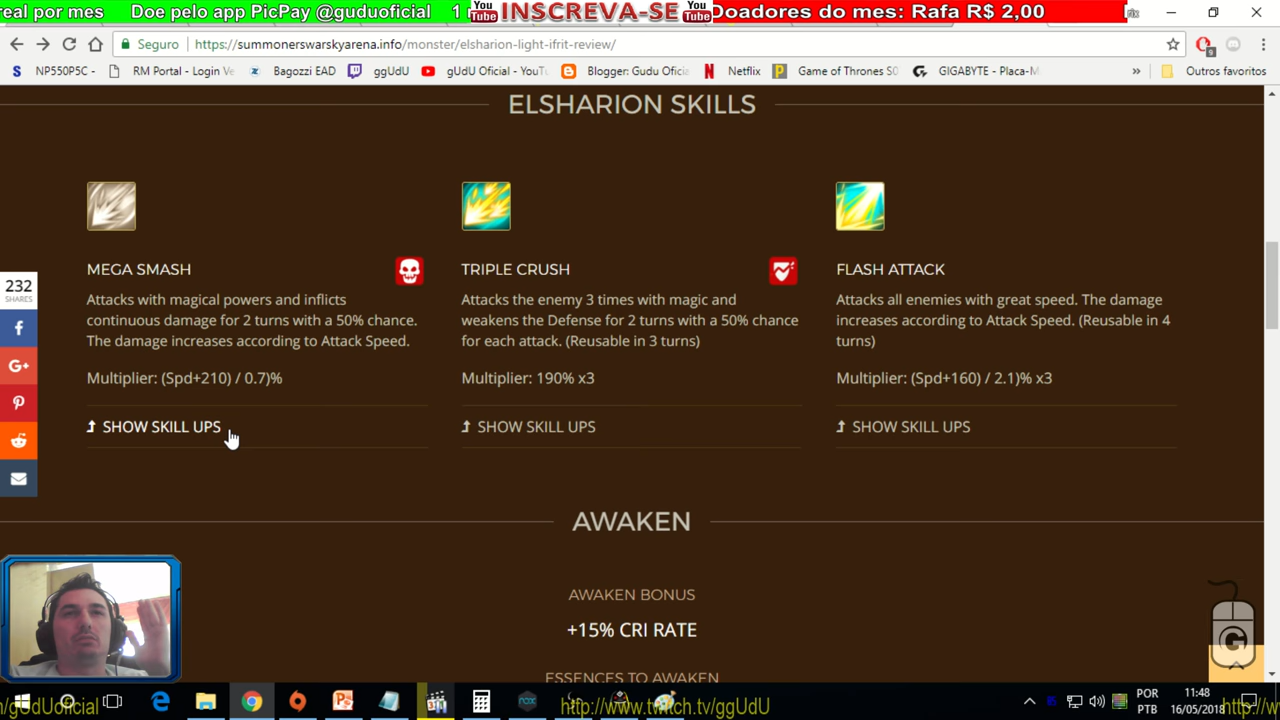 real por mes Doe pelo app PicPay @guduoficial 1 You Tube INSCREVA-SE You Tube Doadores do mes: Rafa R$ 2,00
Seguro https://summonerswarskyarena.info/monster/elsharion-light-ifrit-review/
NP550P5C - RM Portal - Login Ve Bagozzi EAD ggUdU gUdU Oficial - YouTu Blogger: Gudu Oficia Netflix Game of Thrones S0 GIGABYTE - Placa-M » Outros favoritos
ELSHARION SKILLS
MEGA SMASH
Attacks with magical powers and inflicts
continuous damage for 2 turns with a 50% chance.
The damage increases according to Attack Speed.
Multiplier: (Spd+210) / 0.7)%
SHOW SKILL UPS
TRIPLE CRUSH
Attacks the enemy 3 times with magic and
weakens the Defense for 2 turns with a 50% chance
for each attack. (Reusable in 3 turns)
Multiplier: 190% x3
SHOW SKILL UPS
FLASH ATTACK
Attacks all enemies with great speed. The damage
increases according to Attack Speed. (Reusable in 4
turns)
Multiplier: (Spd+160) / 2.1)% x3
SHOW SKILL UPS
232
SHARES
AWAKEN
AWAKEN BONUS
+15% CRI RATE
ESSENCES TO AWAKEN
G
n/gUdUoficial http://www.twitch.tv/ggUdU http://w
POR
PTB
11:48
16/05/2018